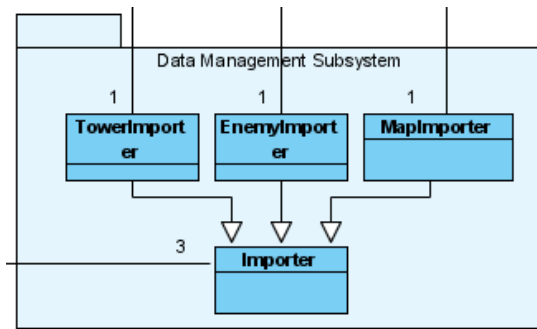 Data Management Subsystem
1
1
1
TowerImport
er
EnemyImport
er
MapImporter
3
Importer